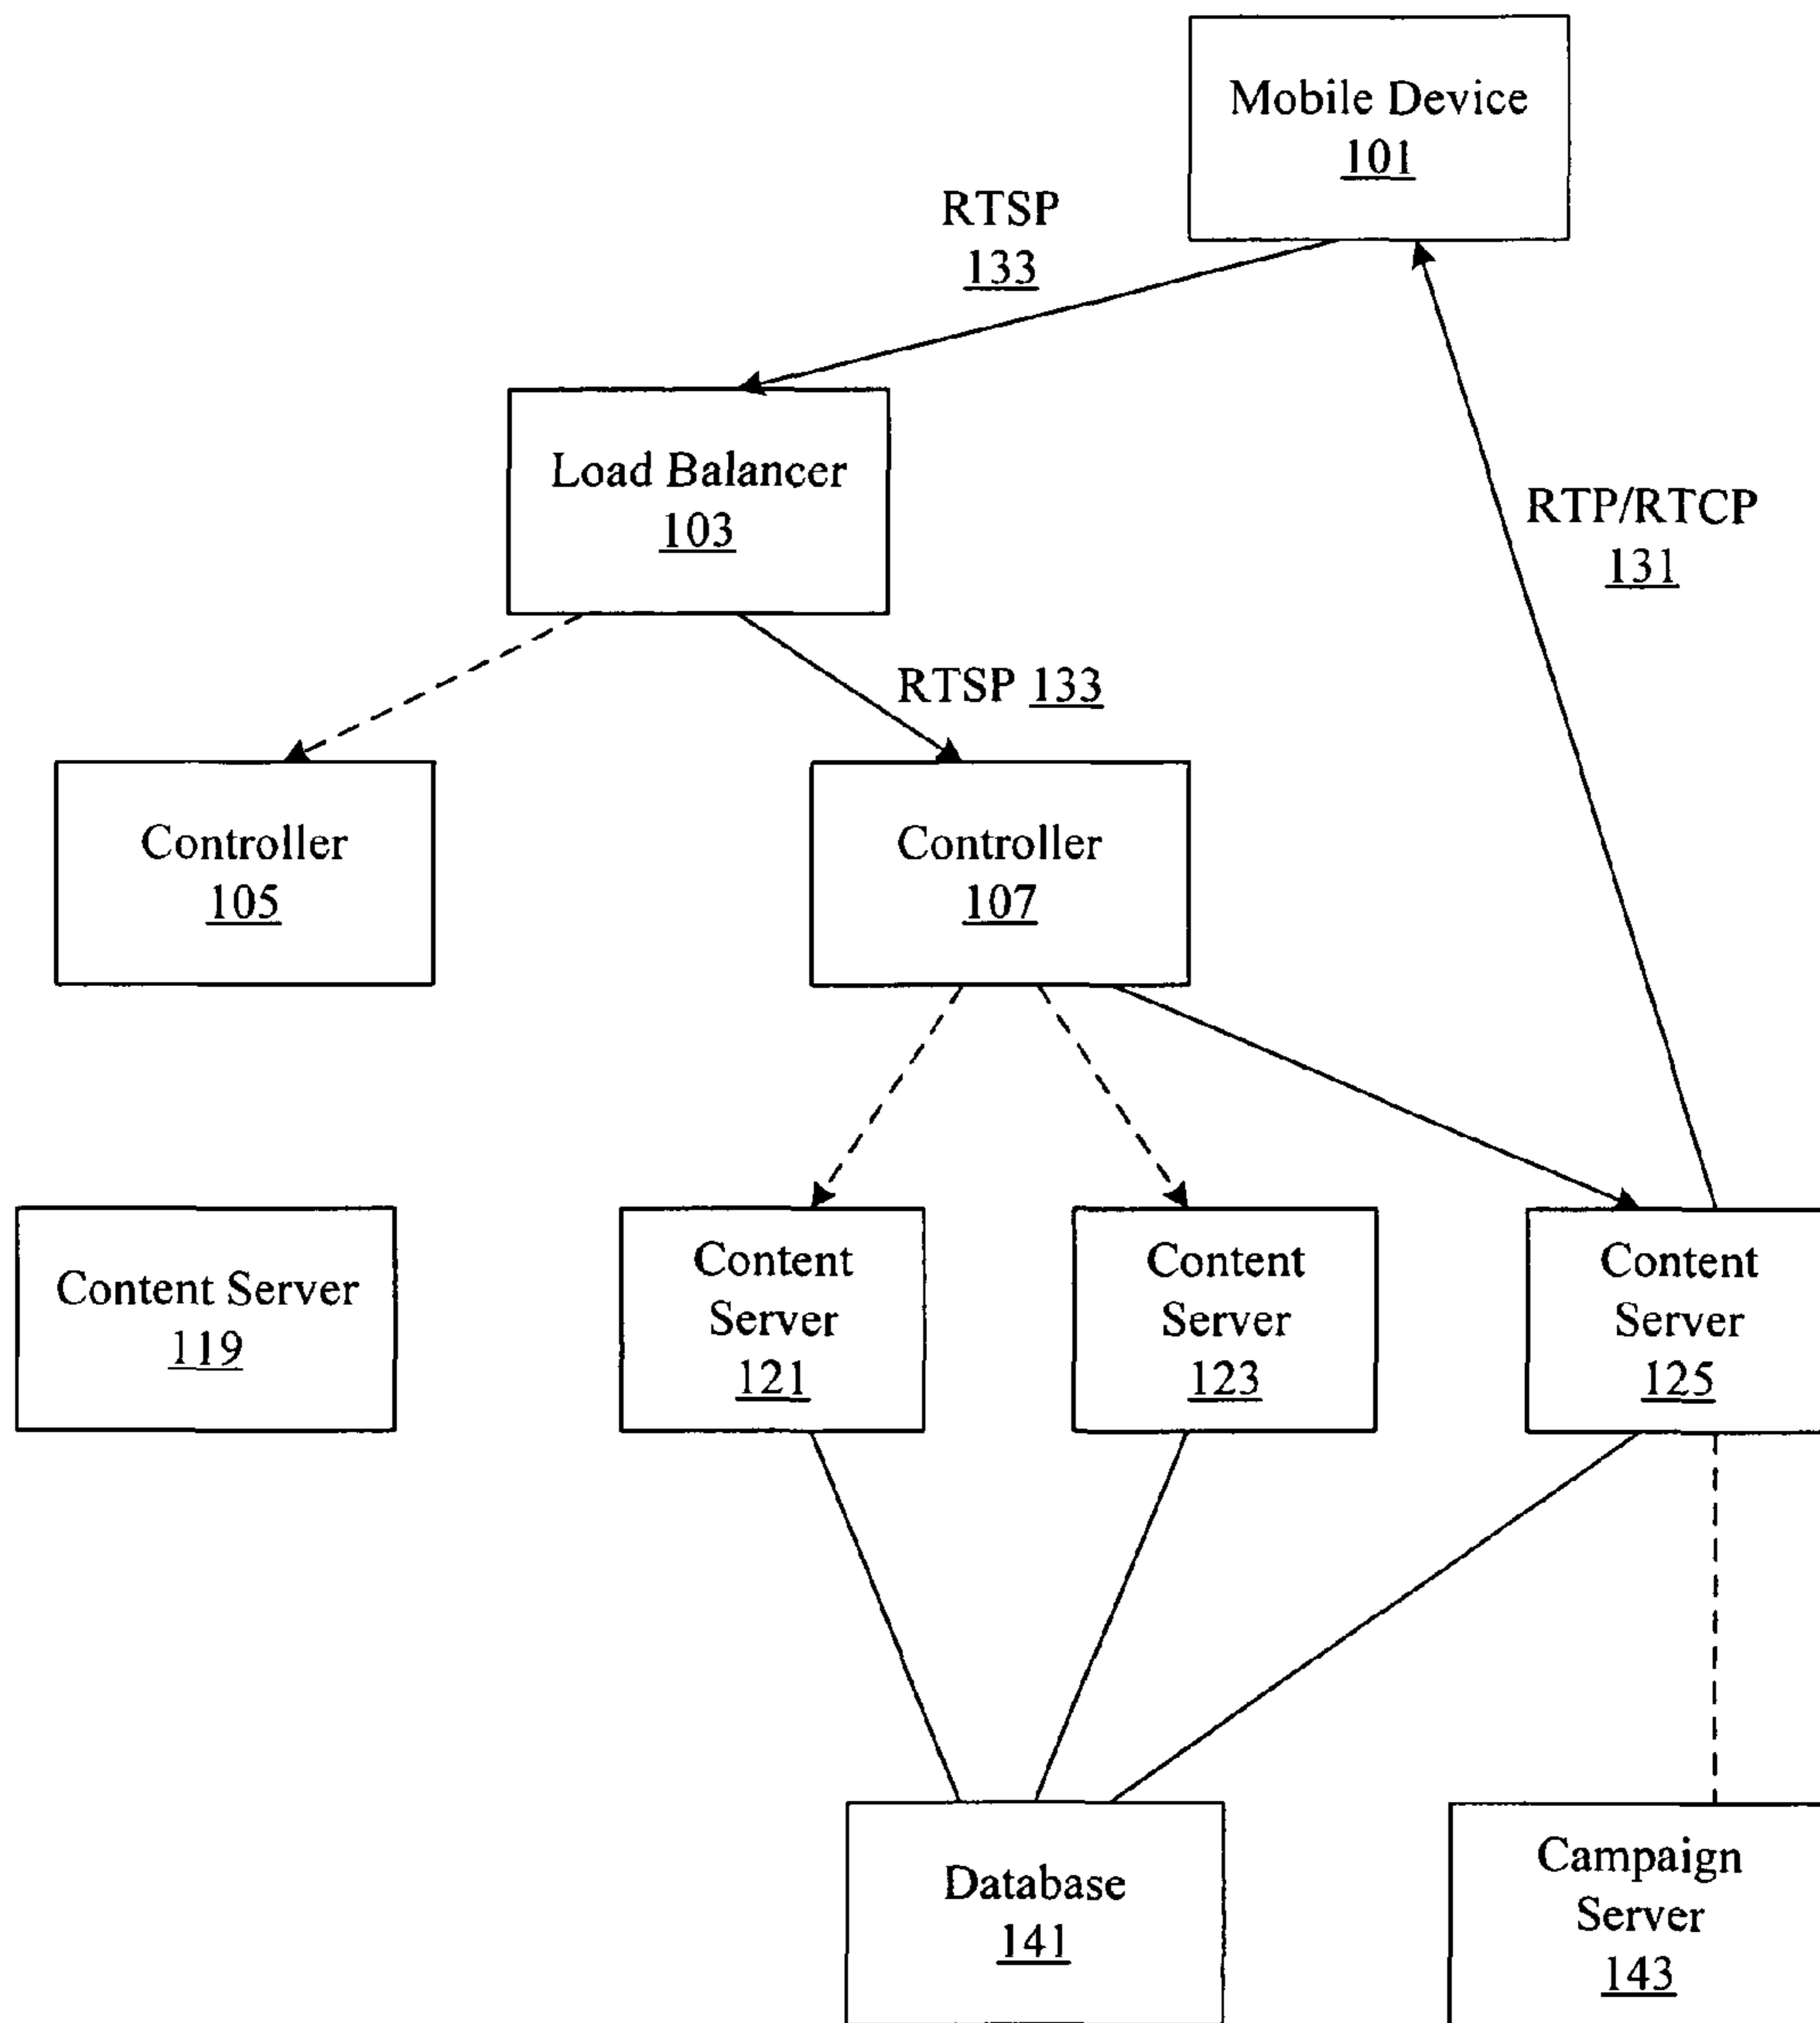 Mobile Device
101
RTSP
133
Load Balancer
103
RTP/RTCP
131
RTSP 133
Controller
105
Controller
107
Content Server
119
Content
Server
121
Content
Server
123
Content
Server
125
Database
141
Campaign
Server
143